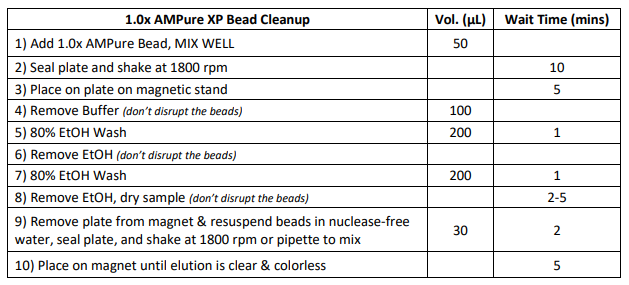 1.0x AMPure XP Bead Cleanup Vol. (µL) Wait Time (mins)
1) Add 1.0x AMPure Bead, MIX WELL 50
2) Seal plate and shake at 1800 rpm 10
3) Place on plate on magnetic stand 5
4) Remove Buffer (don’t disrupt the beads) 100
5) 80% EtOH Wash 200 1
6) Remove EtOH (don’t disrupt the beads)
7) 80% EtOH Wash 200 1
8) Remove EtOH, dry sample (don’t disrupt the beads) 2-5
9) Remove plate from magnet & resuspend beads in nuclease-free
water, seal plate, and shake at 1800 rpm or pipette to mix 30 2
10) Place on magnet until elution is clear & colorless 5